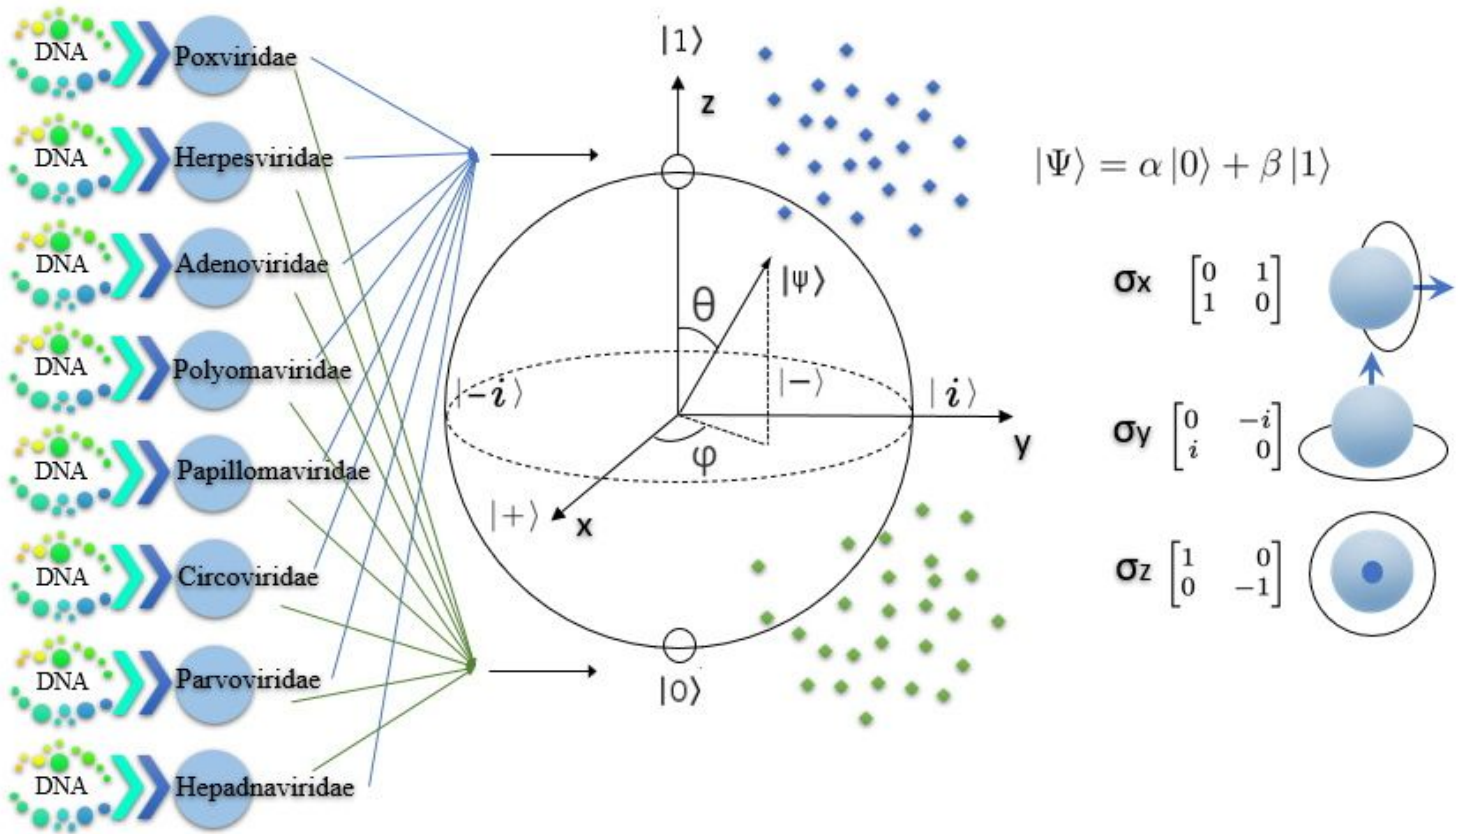 DNA
Poxviridae
DNA
Herpesviridae
DNA
Adenoviridae
DNA
Polyomaviridae
DNA
Papillomaviridae
DNA
Circoviridae
DNA
Parvoviridae
DNA
Hepadnaviridae
|1⟩
z
θ
|ψ⟩
|−i⟩
|−⟩
|i⟩
y
φ
|+⟩
x
|0⟩
|Ψ⟩ = α|0⟩ + β|1⟩
σx [0 1
1 0]
σy [0 −i
i 0]
σz [1 0
0 −1]